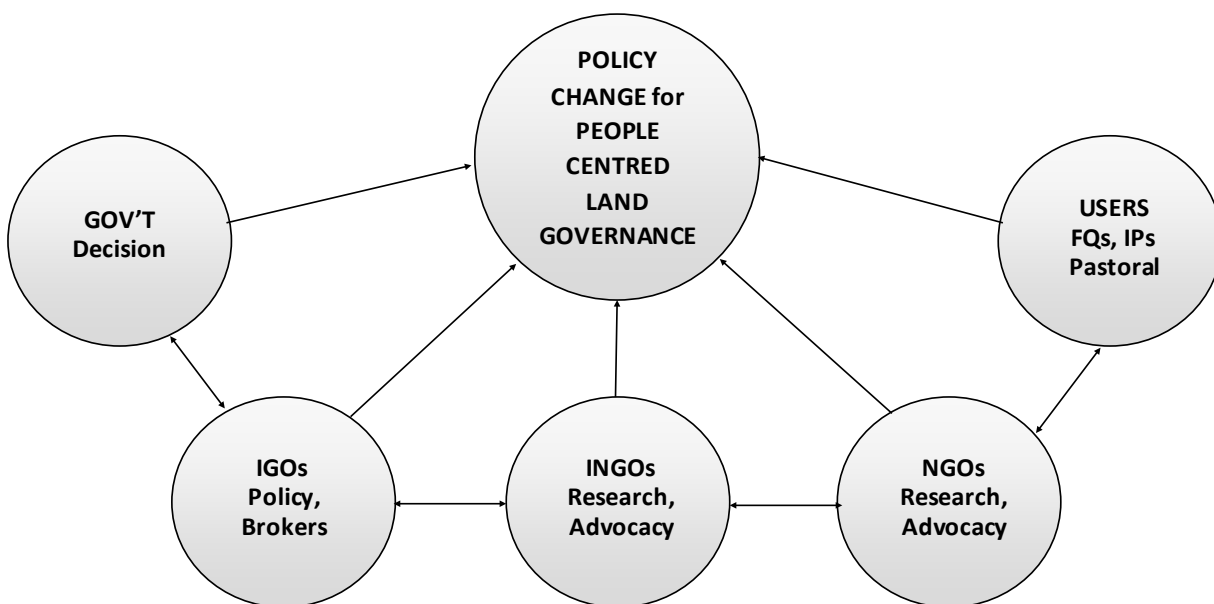 POLICY
CHANGE for
PEOPLE
CENTRED
LAND
GOVERNANCE
GOV'T
Decision
USERS
FQs, IPs
Pastoral
IGOs
Policy,
Brokers
INGOs
Research,
Advocacy
NGOs
Research,
Advocacy